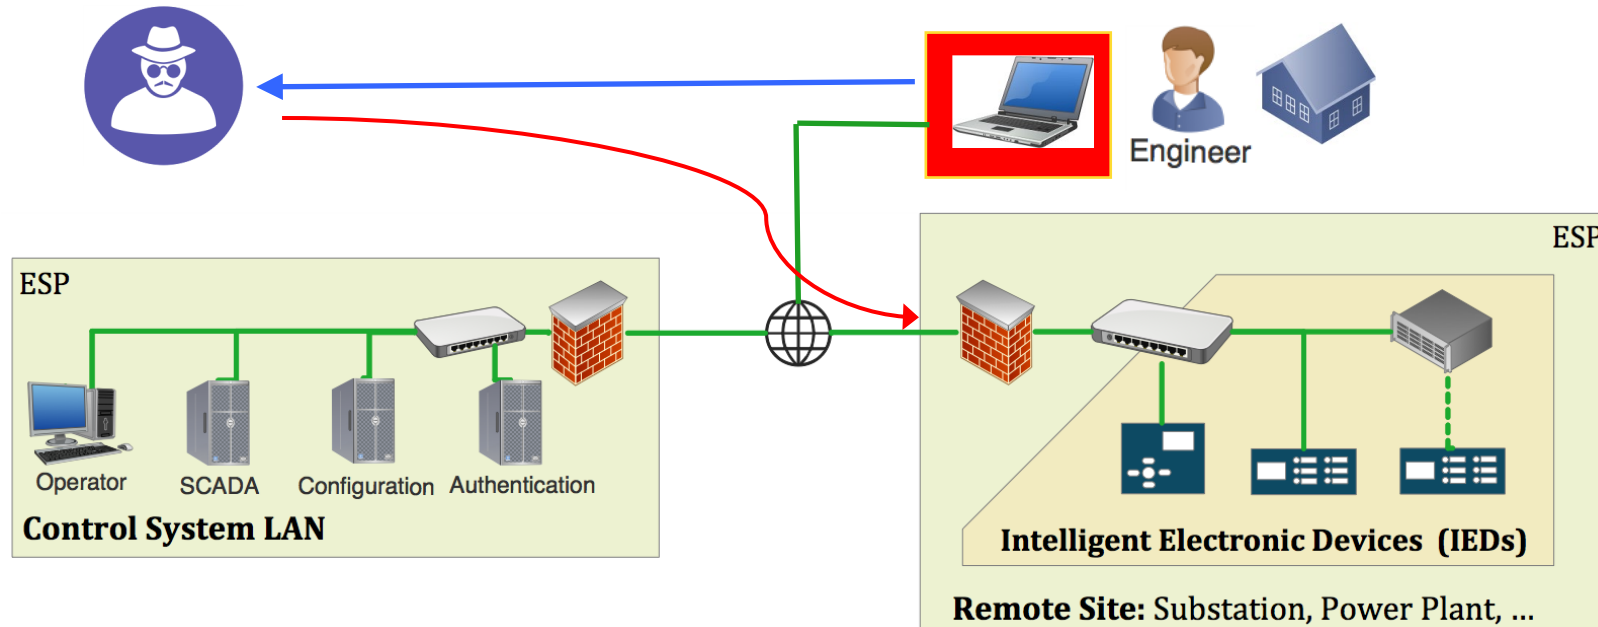 Engineer
ESP
ESP
Operator
SCADA
Configuration
Authentication
Control System LAN
Intelligent Electronic Devices (IEDs)
Remote Site: Substation, Power Plant, ...